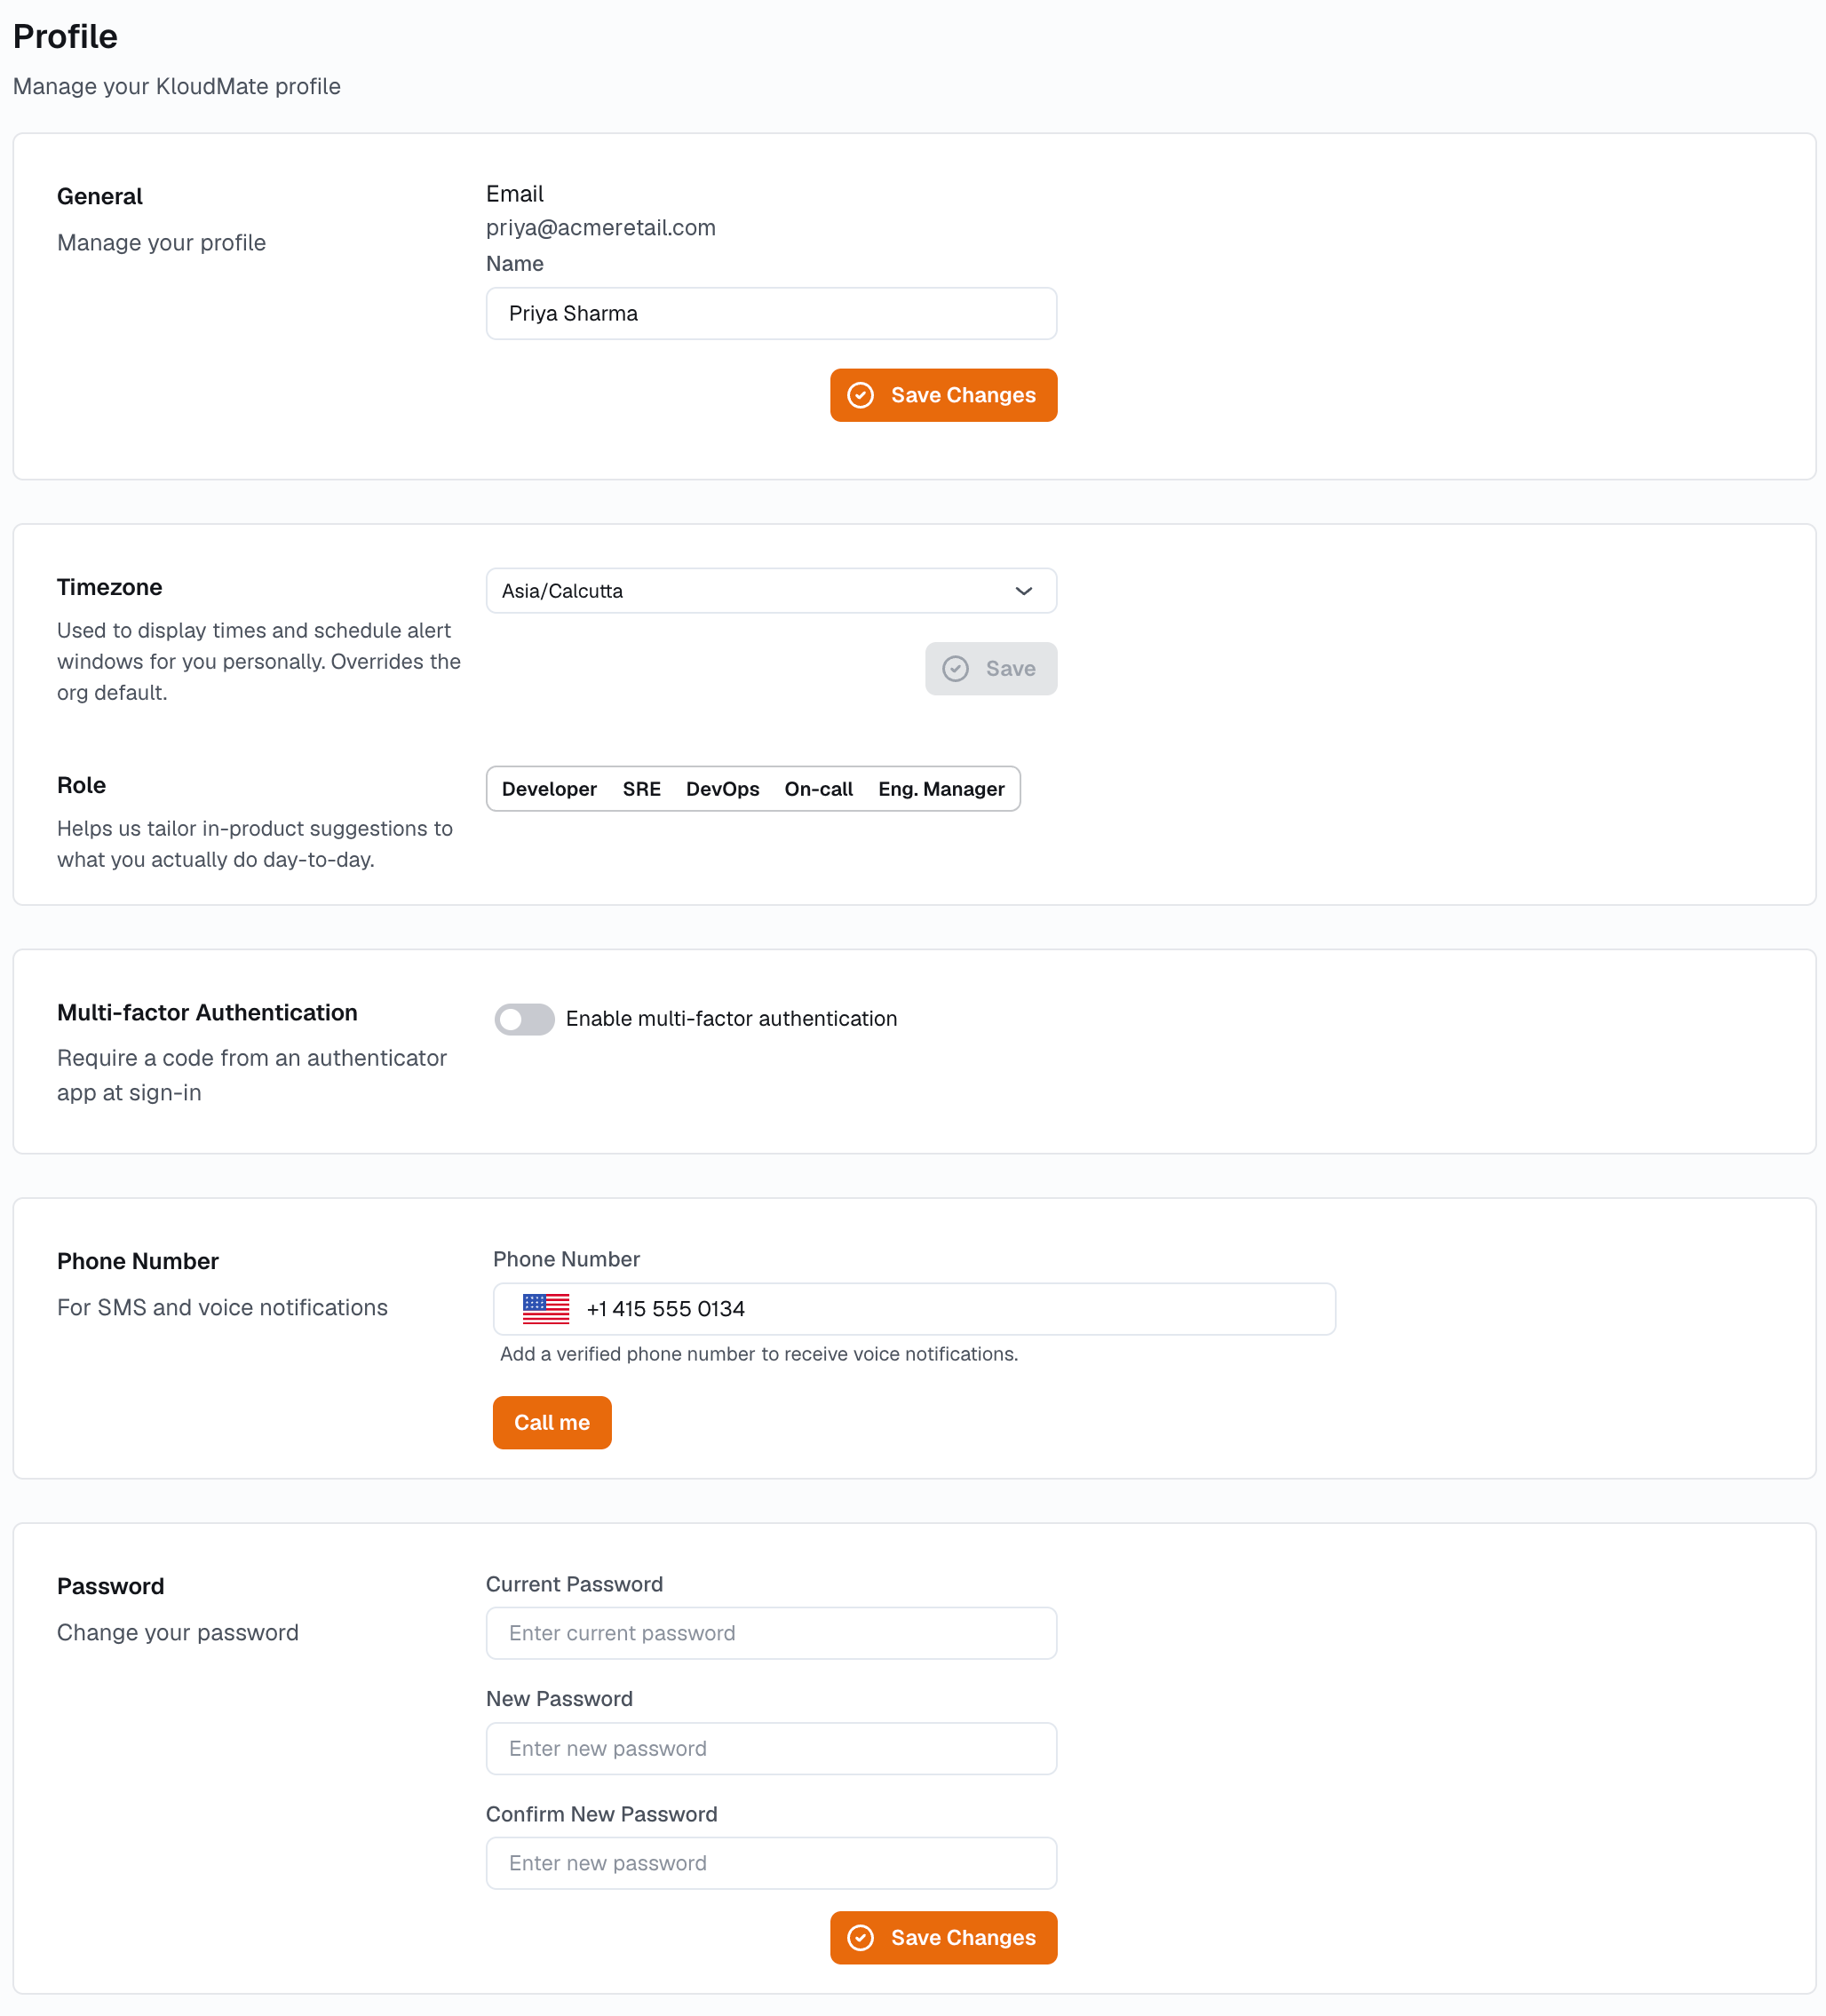 Profile
Manage your KloudMate profile
General
Manage your profile
Email
priya@acmeretail.com
Name
Priya Sharma
Save Changes
Timezone
Used to display times and schedule alert
windows for you personally. Overrides the
org default.
Asia/Calcutta
Save
Role
Helps us tailor in-product suggestions to
what you actually do day-to-day.
Developer SRE DevOps On-call Eng. Manager
Multi-factor Authentication
Require a code from an authenticator
app at sign-in
Enable multi-factor authentication
Phone Number
For SMS and voice notifications
Phone Number
+1 415 555 0134
Add a verified phone number to receive voice notifications.
Call me
Password
Change your password
Current Password
Enter current password
New Password
Enter new password
Confirm New Password
Enter new password
Save Changes